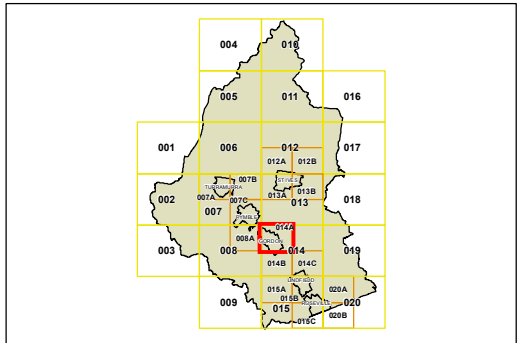 004 010
005 011 016
001 006 012 017
012A 012B
TURRAMURRA 007B ST IVES
002 007A 007C 013A 013B 018
007 013
PYMBLE
014A
008A GORDON
003 008 014 019
014B 014C
LINDFIELD
015A 020A
009 015B ROSEVILLE 020
015 020B
015C